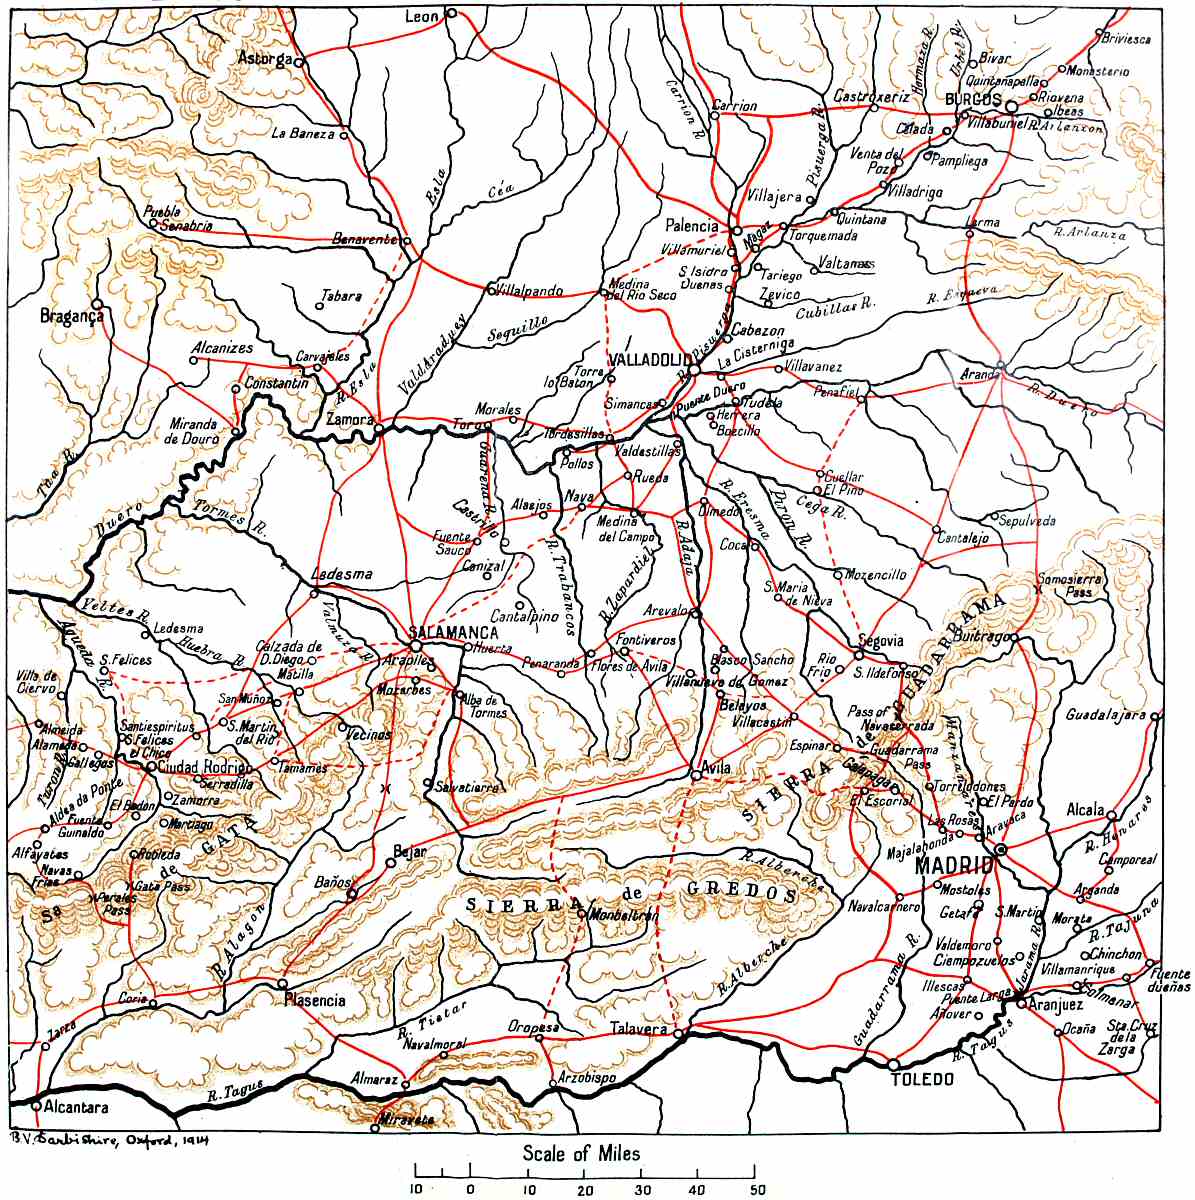 Leon
Astorga
La Baneza
Esla
Céa
Puebla
Senabria
Benavente
Tabara
Villalpando
Bragança
Alcanizes
Carvajales
Constantin
R. Esla
Valdaraduey
Sequillo
Miranda
de Douro
Zamora
Toro
Morales
Carrion R.
Carrion
Castroxeriz
Hormaza R.
Urbel R.
Bivar
Briviesca
Quintañapalla
Monasterio
BURGOS
Riovena
Ibeas
Villabuniel
R. Arlanzon
Celada
Venta del
Pozo
Pampliega
Pisuerga R.
Villadrigo
Villajera
Quintana
Palencia
Magaz
Torquemada
Lerma
R. Arlanza
Villamuriel
S. Isidro
Duenas
Tariego
Valtanas
Medina
del Rio Seco
Zevico
Cubillas R.
R. Esqueva
Cabezon
R. Pisuerga
VALLADOLID
La Cisterniga
Villavanez
Torre
lo Baton
Penafiel
Aranda
R. Duero
Simancas
Puente Duero
Tudela
Herrera
Boecillo
Tordesillas
Valdestillas
Pollos
Rueda
Guarena R.
Castrillo
Alaejos
Nava
Medina
del Campo
Olmedo
R. Eresma
Piron R.
Cuellar
El Pino
Cega R.
Sepulveda
Cantalejo
Tua R.
Duero
Tormes R.
Fuente
Sauco
Canizal
R. Trabancos
R. Zapardiel
R. Adaja
Coca
Mozencillo
S. Maria
de Nieva
Somosierra
Pass
Ledesma
Yeltes R.
Agueda R.
Ledesma
Huebra R.
Valmuza R.
Cantalpino
Arevalo
SALAMANCA
Huerta
Fontiveros
Segovia
Buitrago
Calzada de
D. Diego
Matilla
Arapiles
Penaranda
Flores de Avila
Blasco Sancho
Rio
Frio
S. Ildefonso
S. Felices
Villa de
Ciervo
San Muñoz
Mozarbes
Alba de
Tormes
Villanueva de Gomez
Belayos
Villacastin
Pass of
Navacerrada
Manzanares
Guadalajara
Almeida
Alameda
Gallegos
Santiespiritus
S. Felices
el Chico
S. Martin
del Rio
Vecinos
Espinar
Guadarrama
Pass
SIERRA de GUADARRAMA
Turon R.
Ciudad Rodrigo
Tamames
Avila
Galapagar
Serradilla
Salvatierra
El Escorial
Torrelodones
El Pardo
Aldea da Ponte
El Bodon
Zamorra
Las Rosas
Aravaca
Alcala
R. Henares
Fuente
Guinaldo
Martiago
Majalahonda
Alfayates
Robleda
Bejar
R. Alberche
MADRID
Camporeal
Navas
Frias
Gata Pass
Perales
Pass
Sa de GATA
Baños
SIERRA de GREDOS
Monbeltran
Navalcarnero
Mostoles
Getafe
S. Martin
Arganda
Morata
R. Tajuna
R. Alagon
Valdemoro
Ciempozuelos
Jarama R.
Chinchon
Villamanrique
Fuente
dueñas
Plasencia
R. Alberche
Guadarrama R.
Illescas
Puente Larga
Colmenar
Coria
Aranjuez
Añover
Zarza
R. Tietar
Oropesa
Talavera
R. Tagus
Ocaña
Sta. Cruz
de la
Zarga
Navalmoral
TOLEDO
Almaraz
Arzobispo
R. Tagus
Alcantara
Miravete
B.V. Darbishire, Oxford, 1914
Scale of Miles
10 0 10 20 30 40 50